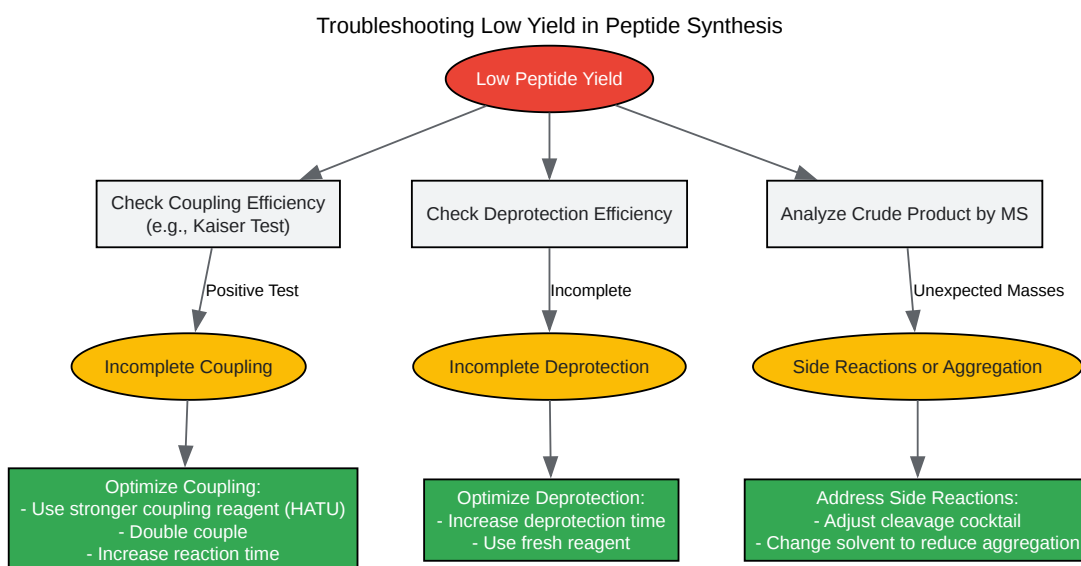 Troubleshooting Low Yield in Peptide Synthesis
Low Peptide Yield
Check Coupling Efficiency
(e.g., Kaiser Test)
Check Deprotection Efficiency
Analyze Crude Product by MS
Positive Test
Incomplete
Unexpected Masses
Incomplete Coupling
Incomplete Deprotection
Side Reactions or Aggregation
Optimize Coupling:
- Use stronger coupling reagent (HATU)
- Double couple
- Increase reaction time
Optimize Deprotection:
- Increase deprotection time
- Use fresh reagent
Address Side Reactions:
- Adjust cleavage cocktail
- Change solvent to reduce aggregation